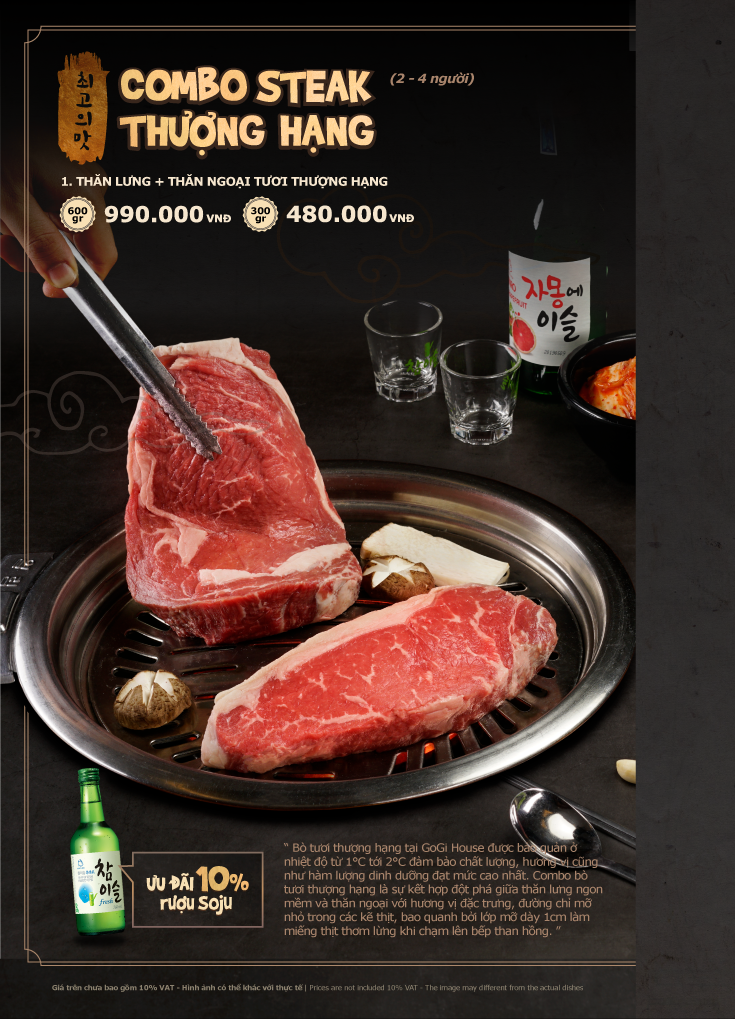 최고의맛
COMBO STEAK
THƯỢNG HẠNG
(2 - 4 người)
1. THĂN LƯNG + THĂN NGOẠI TƯƠI THƯỢNG HẠNG
600 gr 990.000 VNĐ 300 gr 480.000 VNĐ
자몽에
이슬
참
이슬
fresh
ƯU ĐÃI 10%
rượu Soju
“ Bò tươi thượng hạng tại GoGi House được bảo quản ở
nhiệt độ từ 1°C tới 2°C đảm bảo chất lượng, hương vị cũng
như hàm lượng dinh dưỡng đạt mức cao nhất. Combo bò
tươi thượng hạng là sự kết hợp đột phá giữa thăn lưng ngon
mềm và thăn ngoại với hương vị đặc trưng, đường chỉ mỡ
nhỏ trong các kẽ thịt, bao quanh bởi lớp mỡ dày 1cm làm
miếng thịt thơm lừng khi chạm lên bếp than hồng. ”
Giá trên chưa bao gồm 10% VAT - Hình ảnh có thể khác với thực tế | Prices are not included 10% VAT - The image may different from the actual dishes